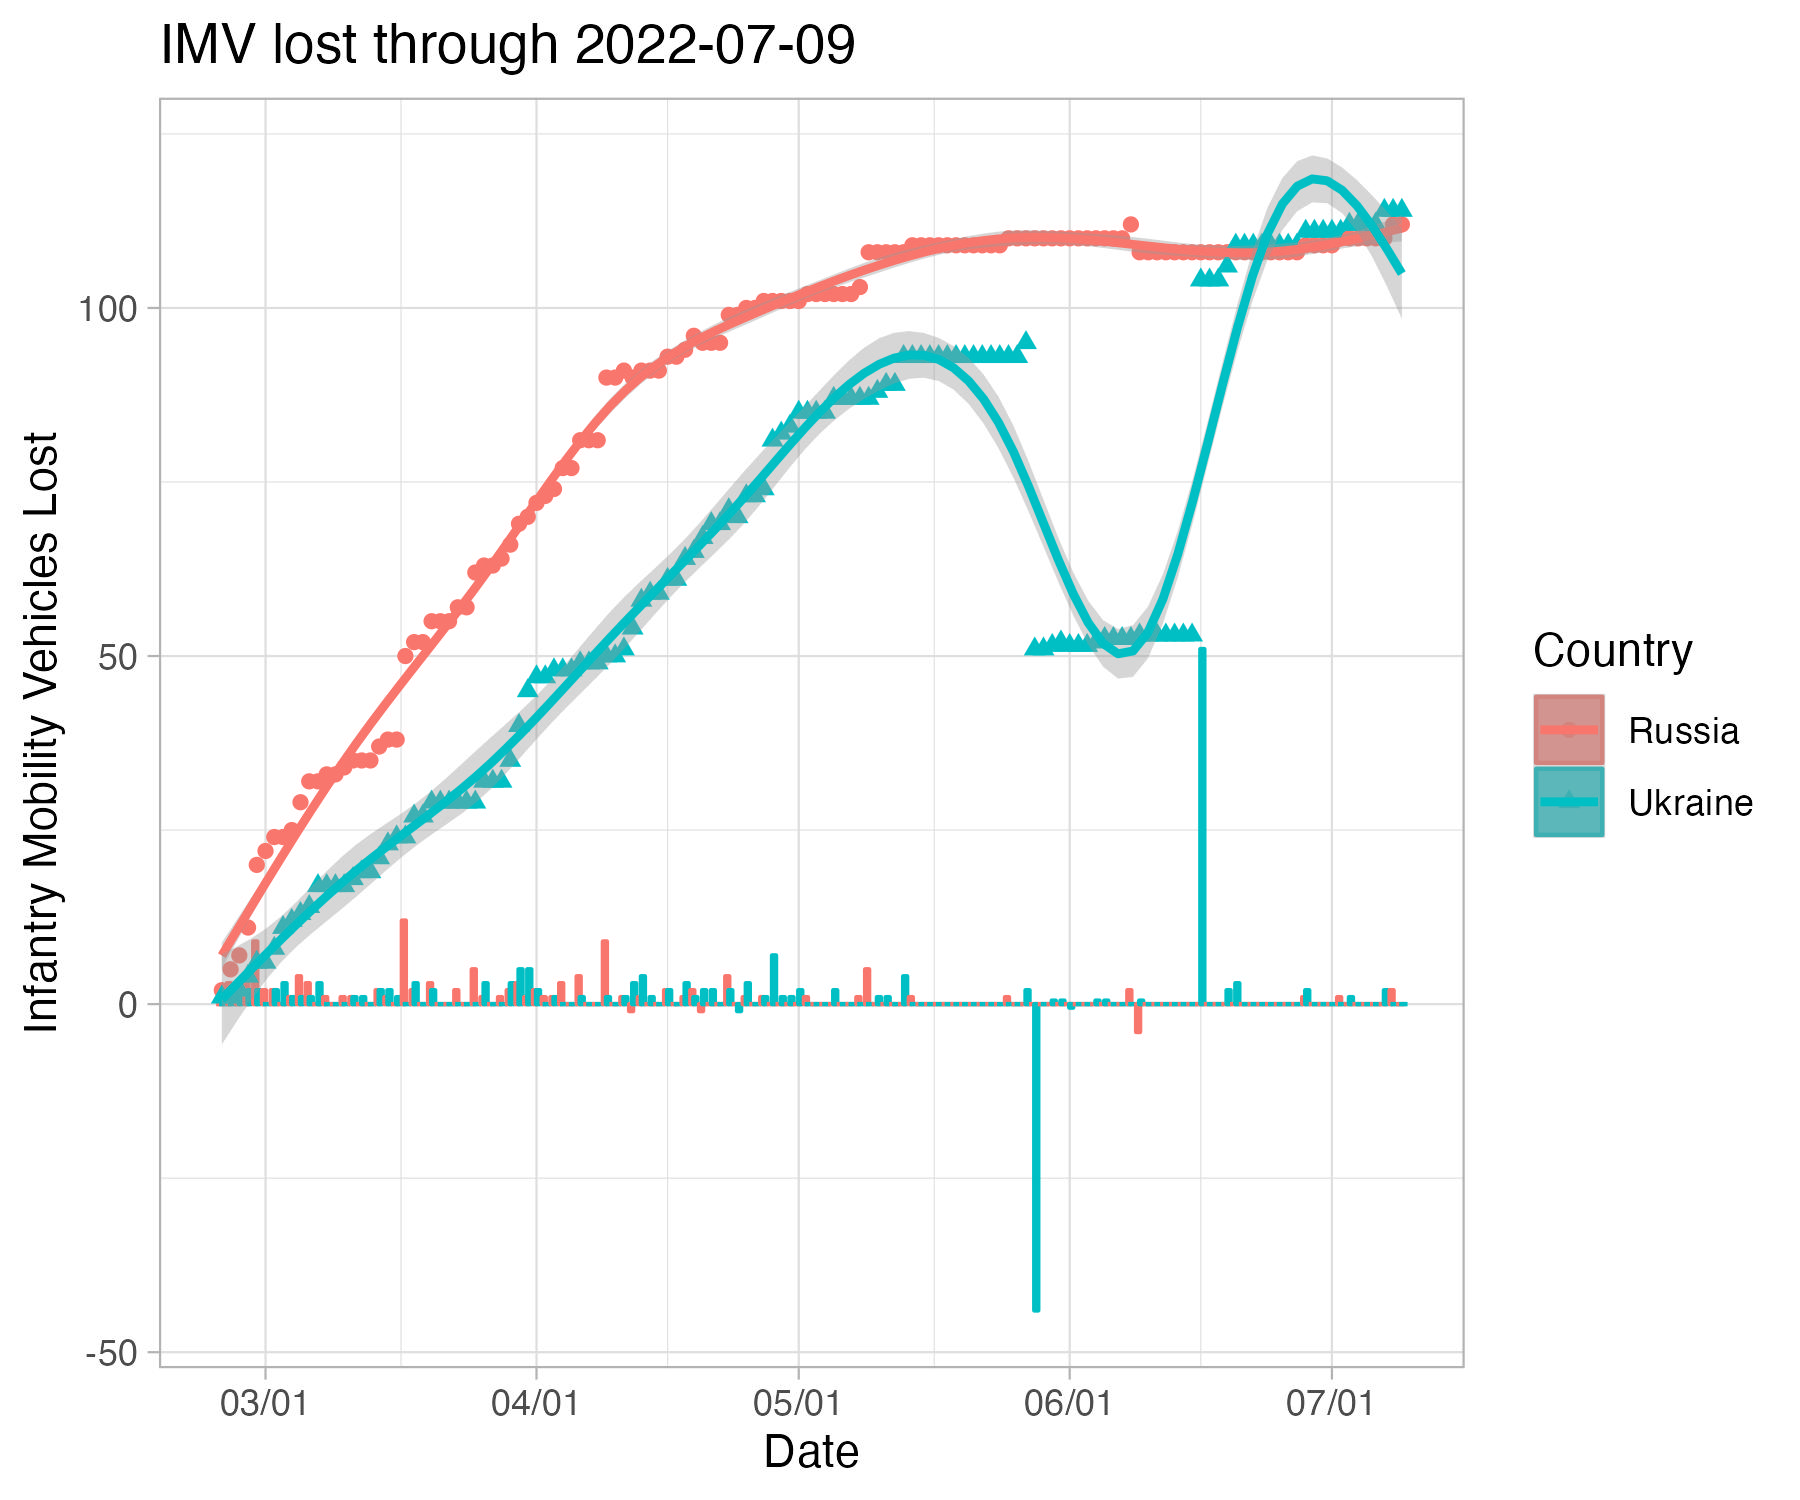 IMV lost through 2022-07-09
Infantry Mobility Vehicles Lost
100
50
0
-50
03/01
04/01
05/01
06/01
07/01
Date
Country
Russia
Ukraine